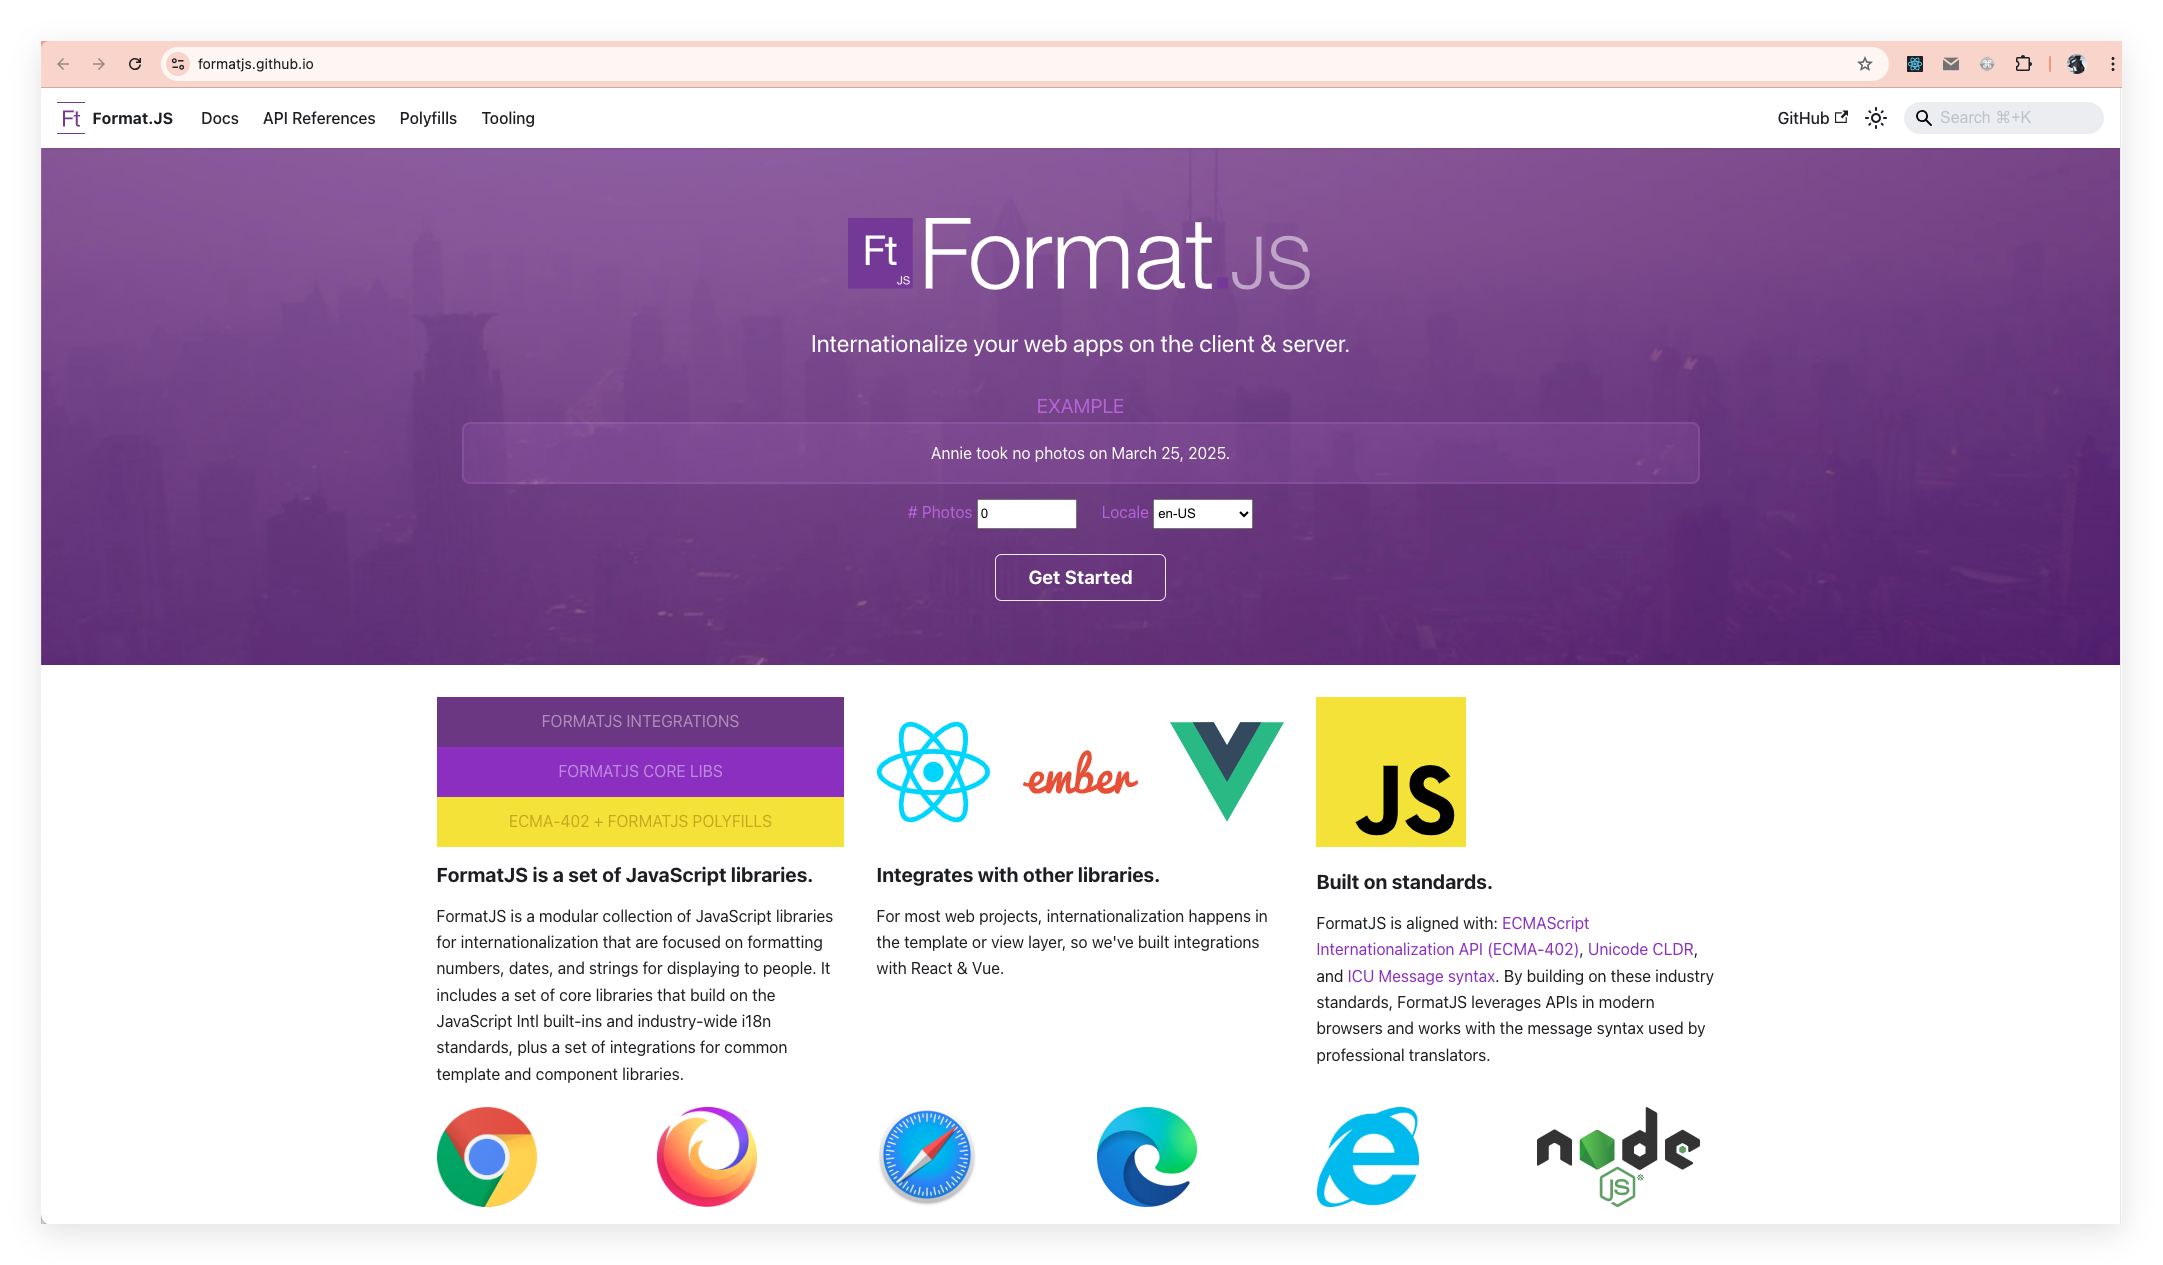 formatjs.github.io
Ft Format.JS Docs API References Polyfills Tooling GitHub Search ⌘+K
Ft JS Format.JS
Internationalize your web apps on the client & server.
EXAMPLE
Annie took no photos on March 25, 2025.
# Photos 0 Locale en-US
Get Started
FORMATJS INTEGRATIONS
FORMATJS CORE LIBS
ECMA-402 + FORMATJS POLYFILLS
FormatJS is a set of JavaScript libraries.
FormatJS is a modular collection of JavaScript libraries
for internationalization that are focused on formatting
numbers, dates, and strings for displaying to people. It
includes a set of core libraries that build on the
JavaScript Intl built-ins and industry-wide i18n
standards, plus a set of integrations for common
template and component libraries.
ember
Integrates with other libraries.
For most web projects, internationalization happens in
the template or view layer, so we've built integrations
with React & Vue.
JS
Built on standards.
FormatJS is aligned with: ECMAScript
Internationalization API (ECMA-402), Unicode CLDR,
and ICU Message syntax. By building on these industry
standards, FormatJS leverages APIs in modern
browsers and works with the message syntax used by
professional translators.
node
JS®